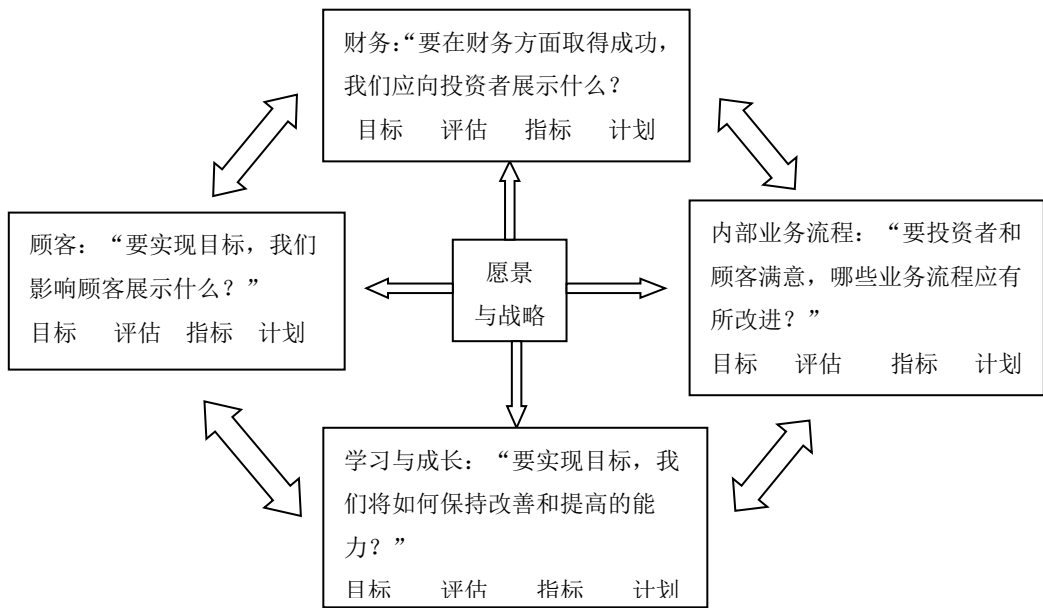 财务:“要在财务方面取得成功，
我们应向投资者展示什么？
目标 评估 指标 计划
顾客：“要实现目标，我们
影响顾客展示什么？”
目标 评估 指标 计划
愿景
与战略
内部业务流程：“要投资者和
顾客满意，哪些业务流程应有
所改进？”
目标 评估 指标 计划
学习与成长：“要实现目标，我
们将如何保持改善和提高的能
力？”
目标 评估 指标 计划